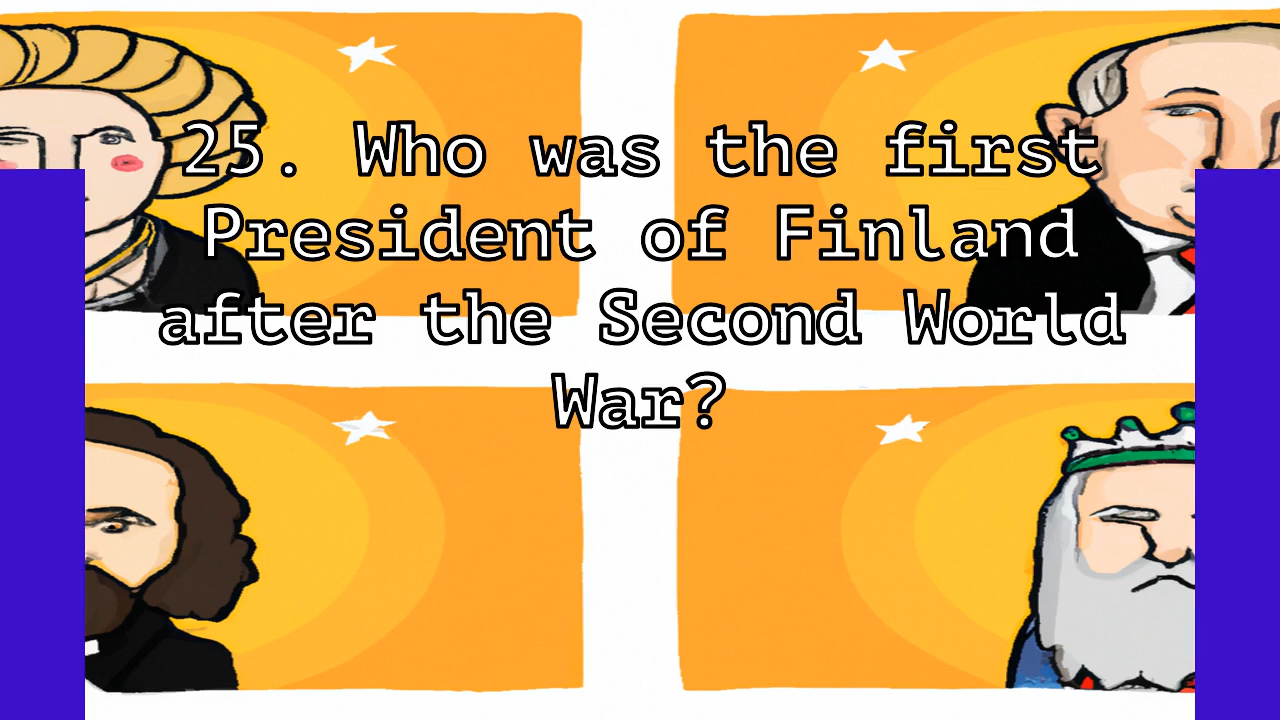 25. Who was the first
President of Finland
after the Second World
War?